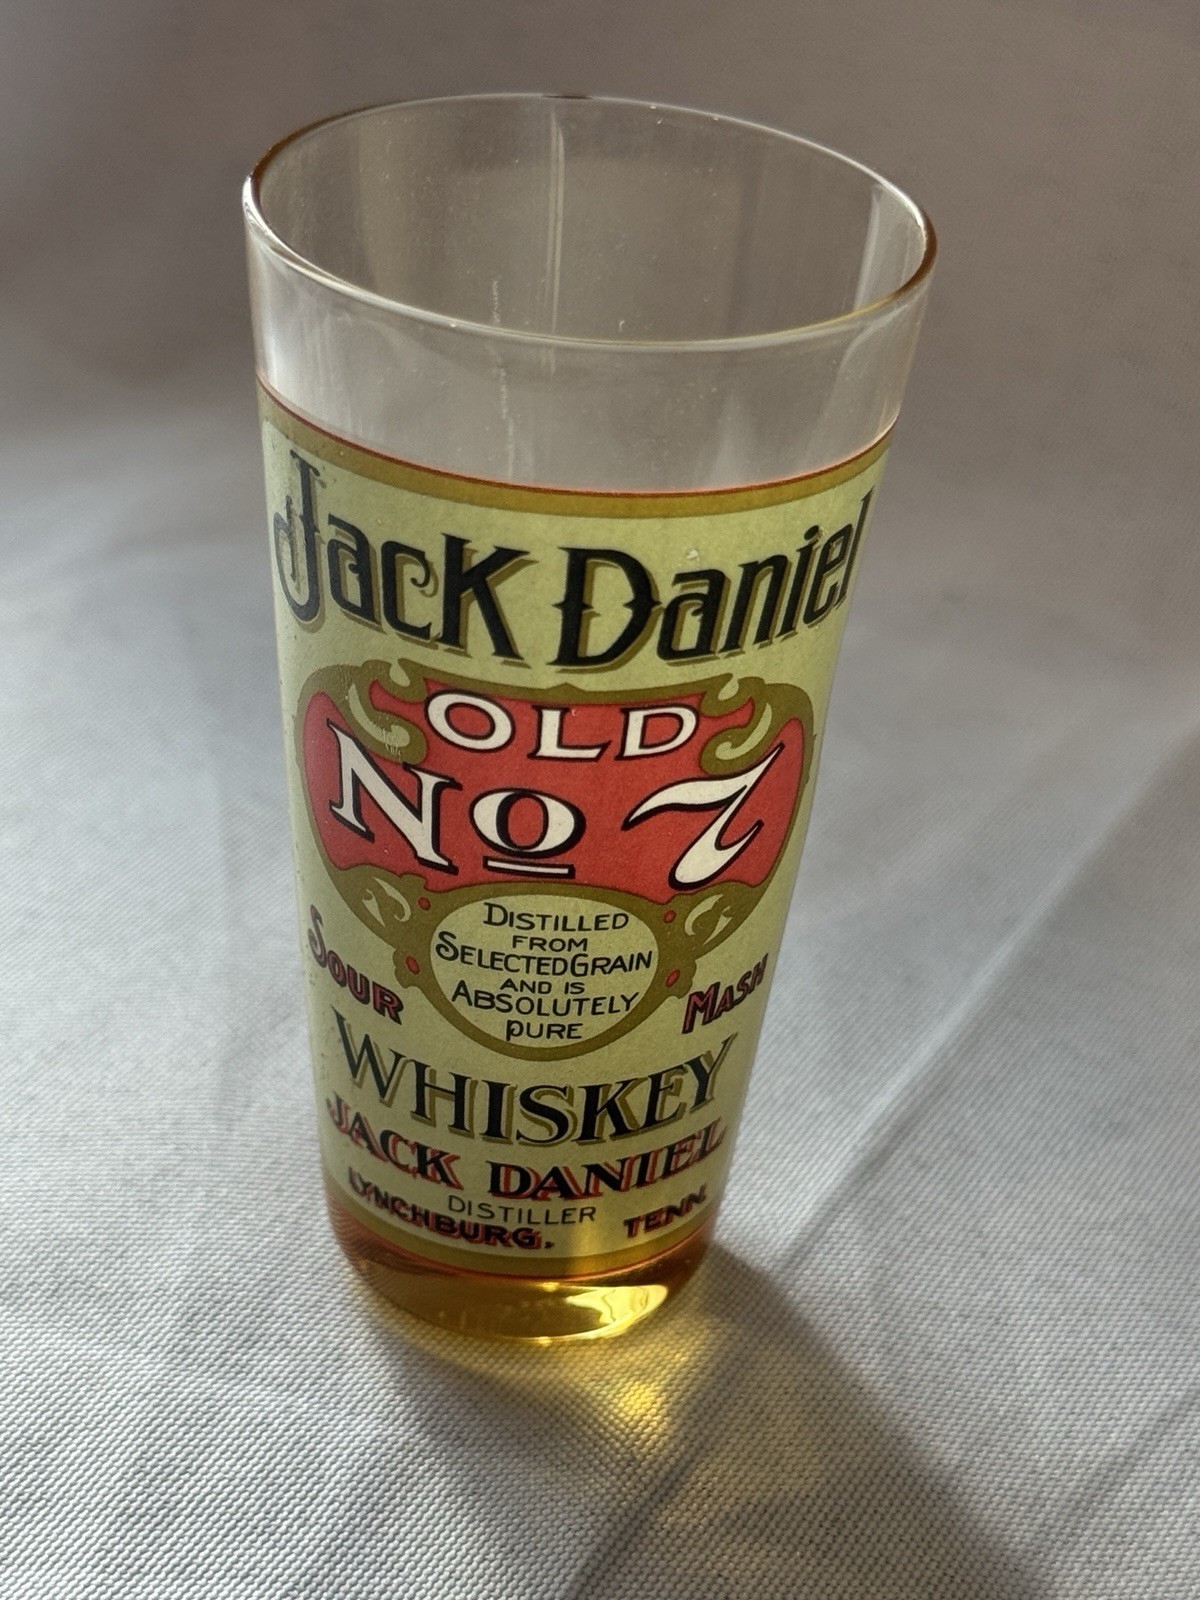 Jack Daniel
OLD
No 7
DISTILLED
FROM
SELECTED GRAIN
AND IS
ABSOLUTELY
PURE
SOUR MASH
WHISKEY
JACK DANIEL
DISTILLER
LYNCHBURG, TENN.